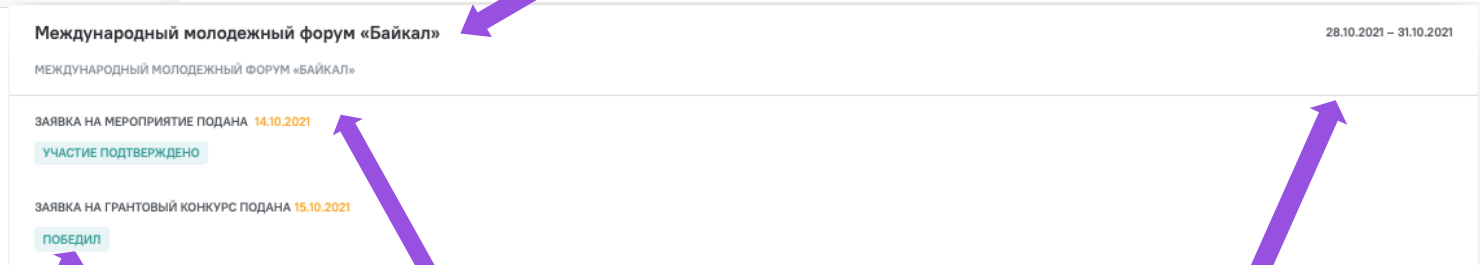 Международный молодежный форум «Байкал»
28.10.2021 – 31.10.2021
МЕЖДУНАРОДНЫЙ МОЛОДЕЖНЫЙ ФОРУМ «БАЙКАЛ»
ЗАЯВКА НА МЕРОПРИЯТИЕ ПОДАНА 14.10.2021
УЧАСТИЕ ПОДТВЕРЖДЕНО
ЗАЯВКА НА ГРАНТОВЫЙ КОНКУРС ПОДАНА 15.10.2021
ПОБЕДИЛ